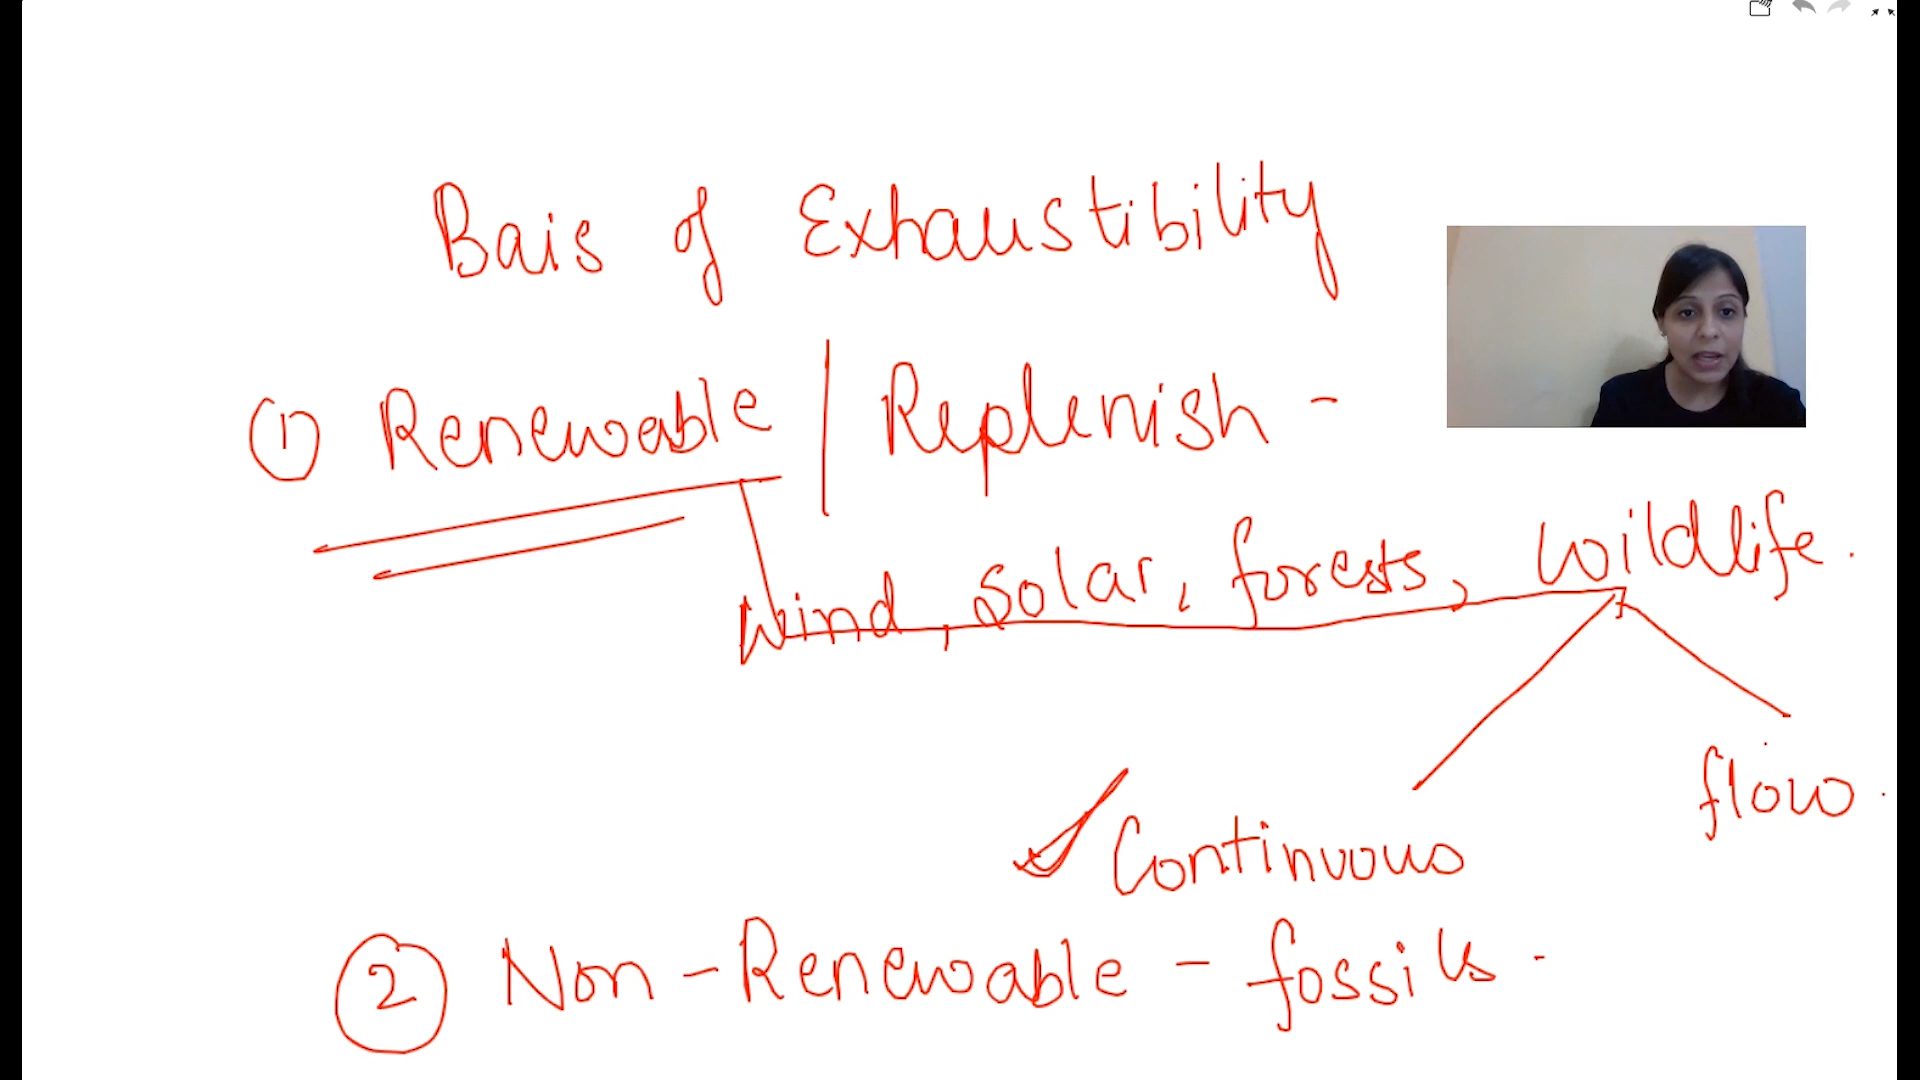 Bais of Exhaustibility
① Renewable | Replenish -
Wind, Solar, forests, Wildlife.
flow.
Continuous
② Non-Renewable - fossils.